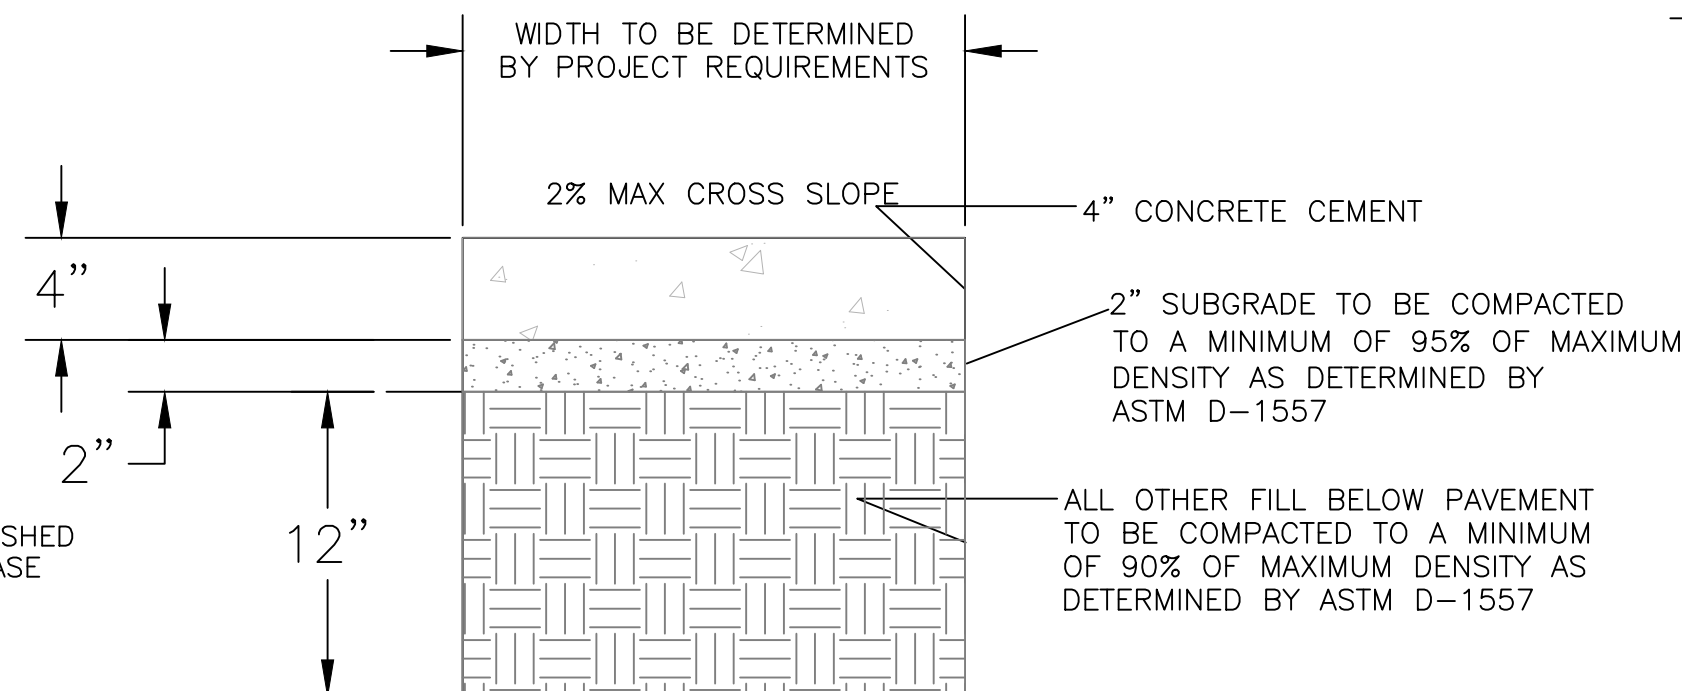 WIDTH TO BE DETERMINED
BY PROJECT REQUIREMENTS
2% MAX CROSS SLOPE
4" CONCRETE CEMENT
4"
2" SUBGRADE TO BE COMPACTED
TO A MINIMUM OF 95% OF MAXIMUM
DENSITY AS DETERMINED BY
ASTM D-1557
2"
12"
ALL OTHER FILL BELOW PAVEMENT
TO BE COMPACTED TO A MINIMUM
OF 90% OF MAXIMUM DENSITY AS
DETERMINED BY ASTM D-1557